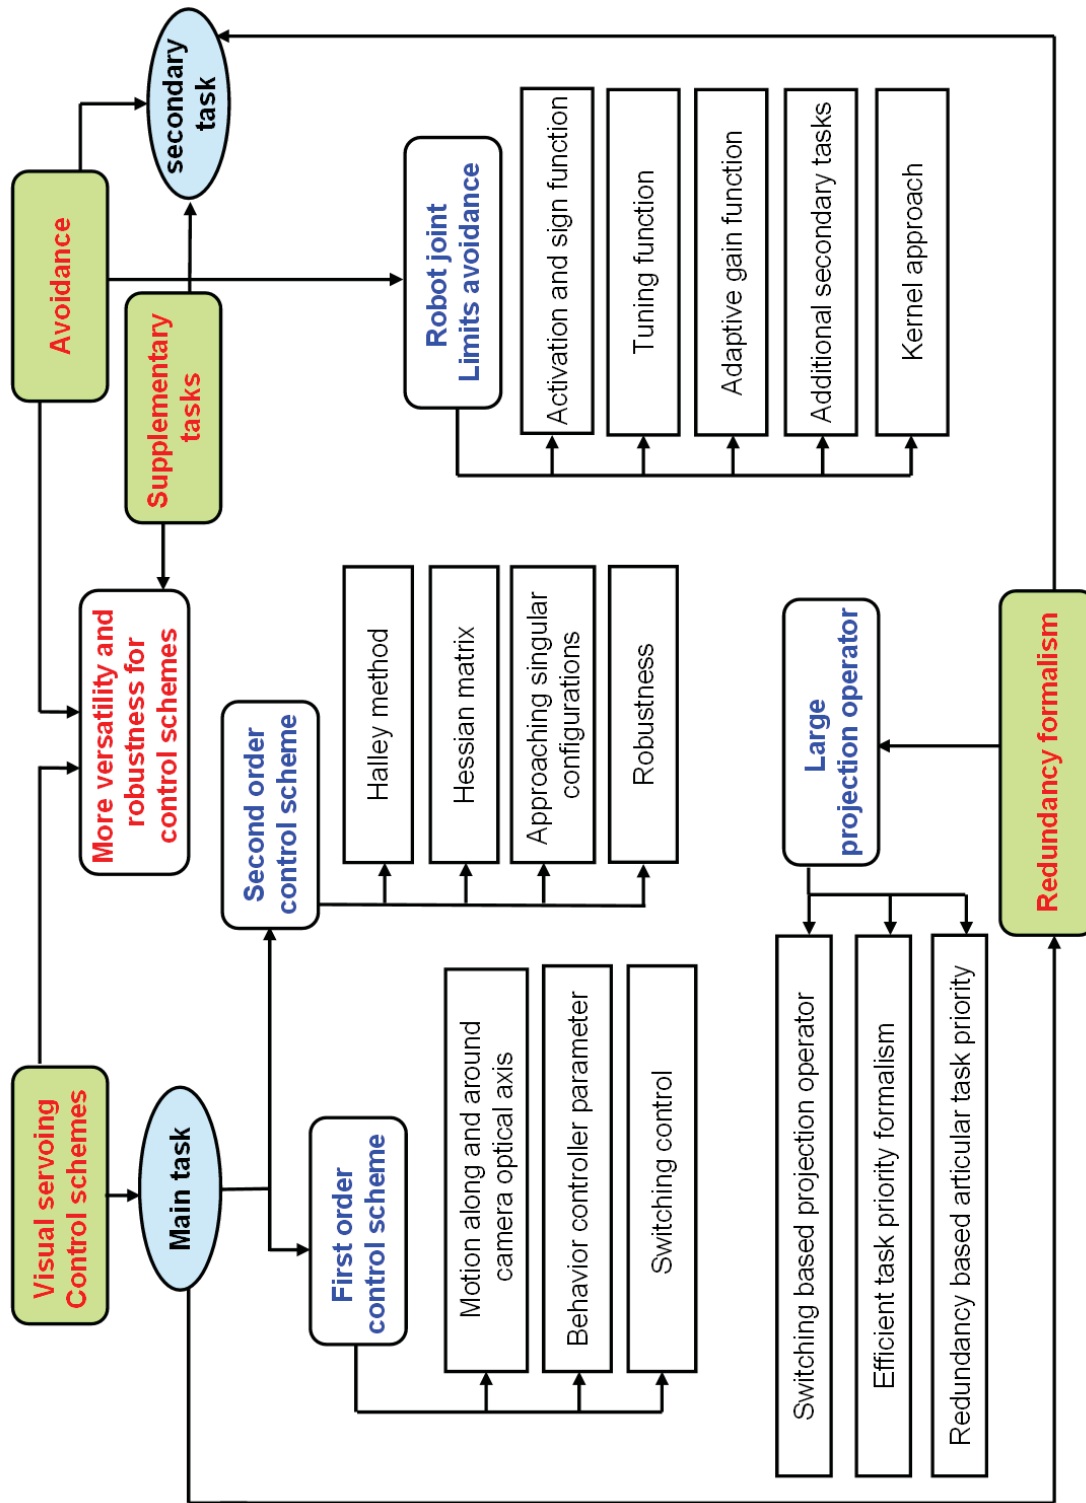 Visual servoing
Control schemes
Main task
More versatility and
robustness for
control schemes
Avoidance
Supplementary
tasks
secondary
task
First order
control scheme
Motion along and around
camera optical axis
Behavior controller parameter
Switching control
Second order
control scheme
Halley method
Hessian matrix
Approaching singular
configurations
Robustness
Robot joint
Limits avoidance
Activation and sign function
Tuning function
Adaptive gain function
Additional secondary tasks
Kernel approach
Large
projection operator
Switching based projection operator
Efficient task priority formalism
Redundancy based articular task priority
Redundancy formalism